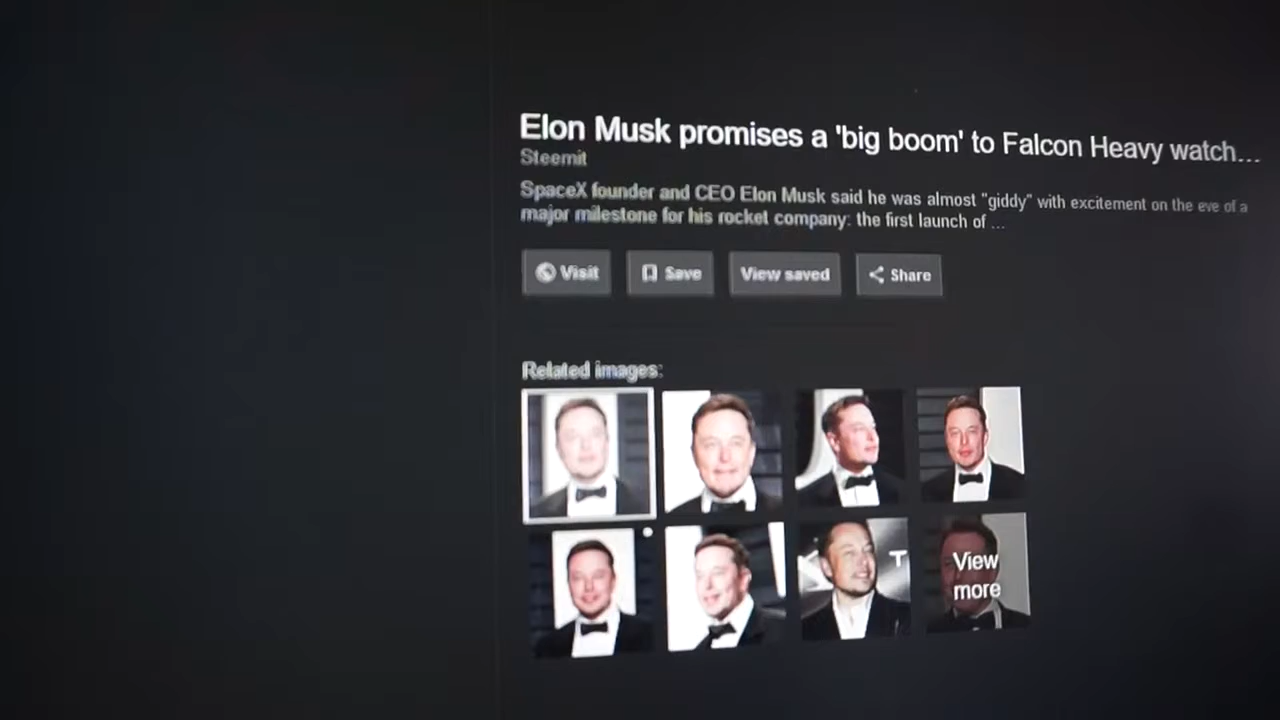 Elon Musk promises a 'big boom' to Falcon Heavy watch...
Steemit
SpaceX founder and CEO Elon Musk said he was almost "giddy" with excitement on the eve of a
major milestone for his rocket company: the first launch of ...
Visit
Save
View saved
Share
Related images:
T
View
more